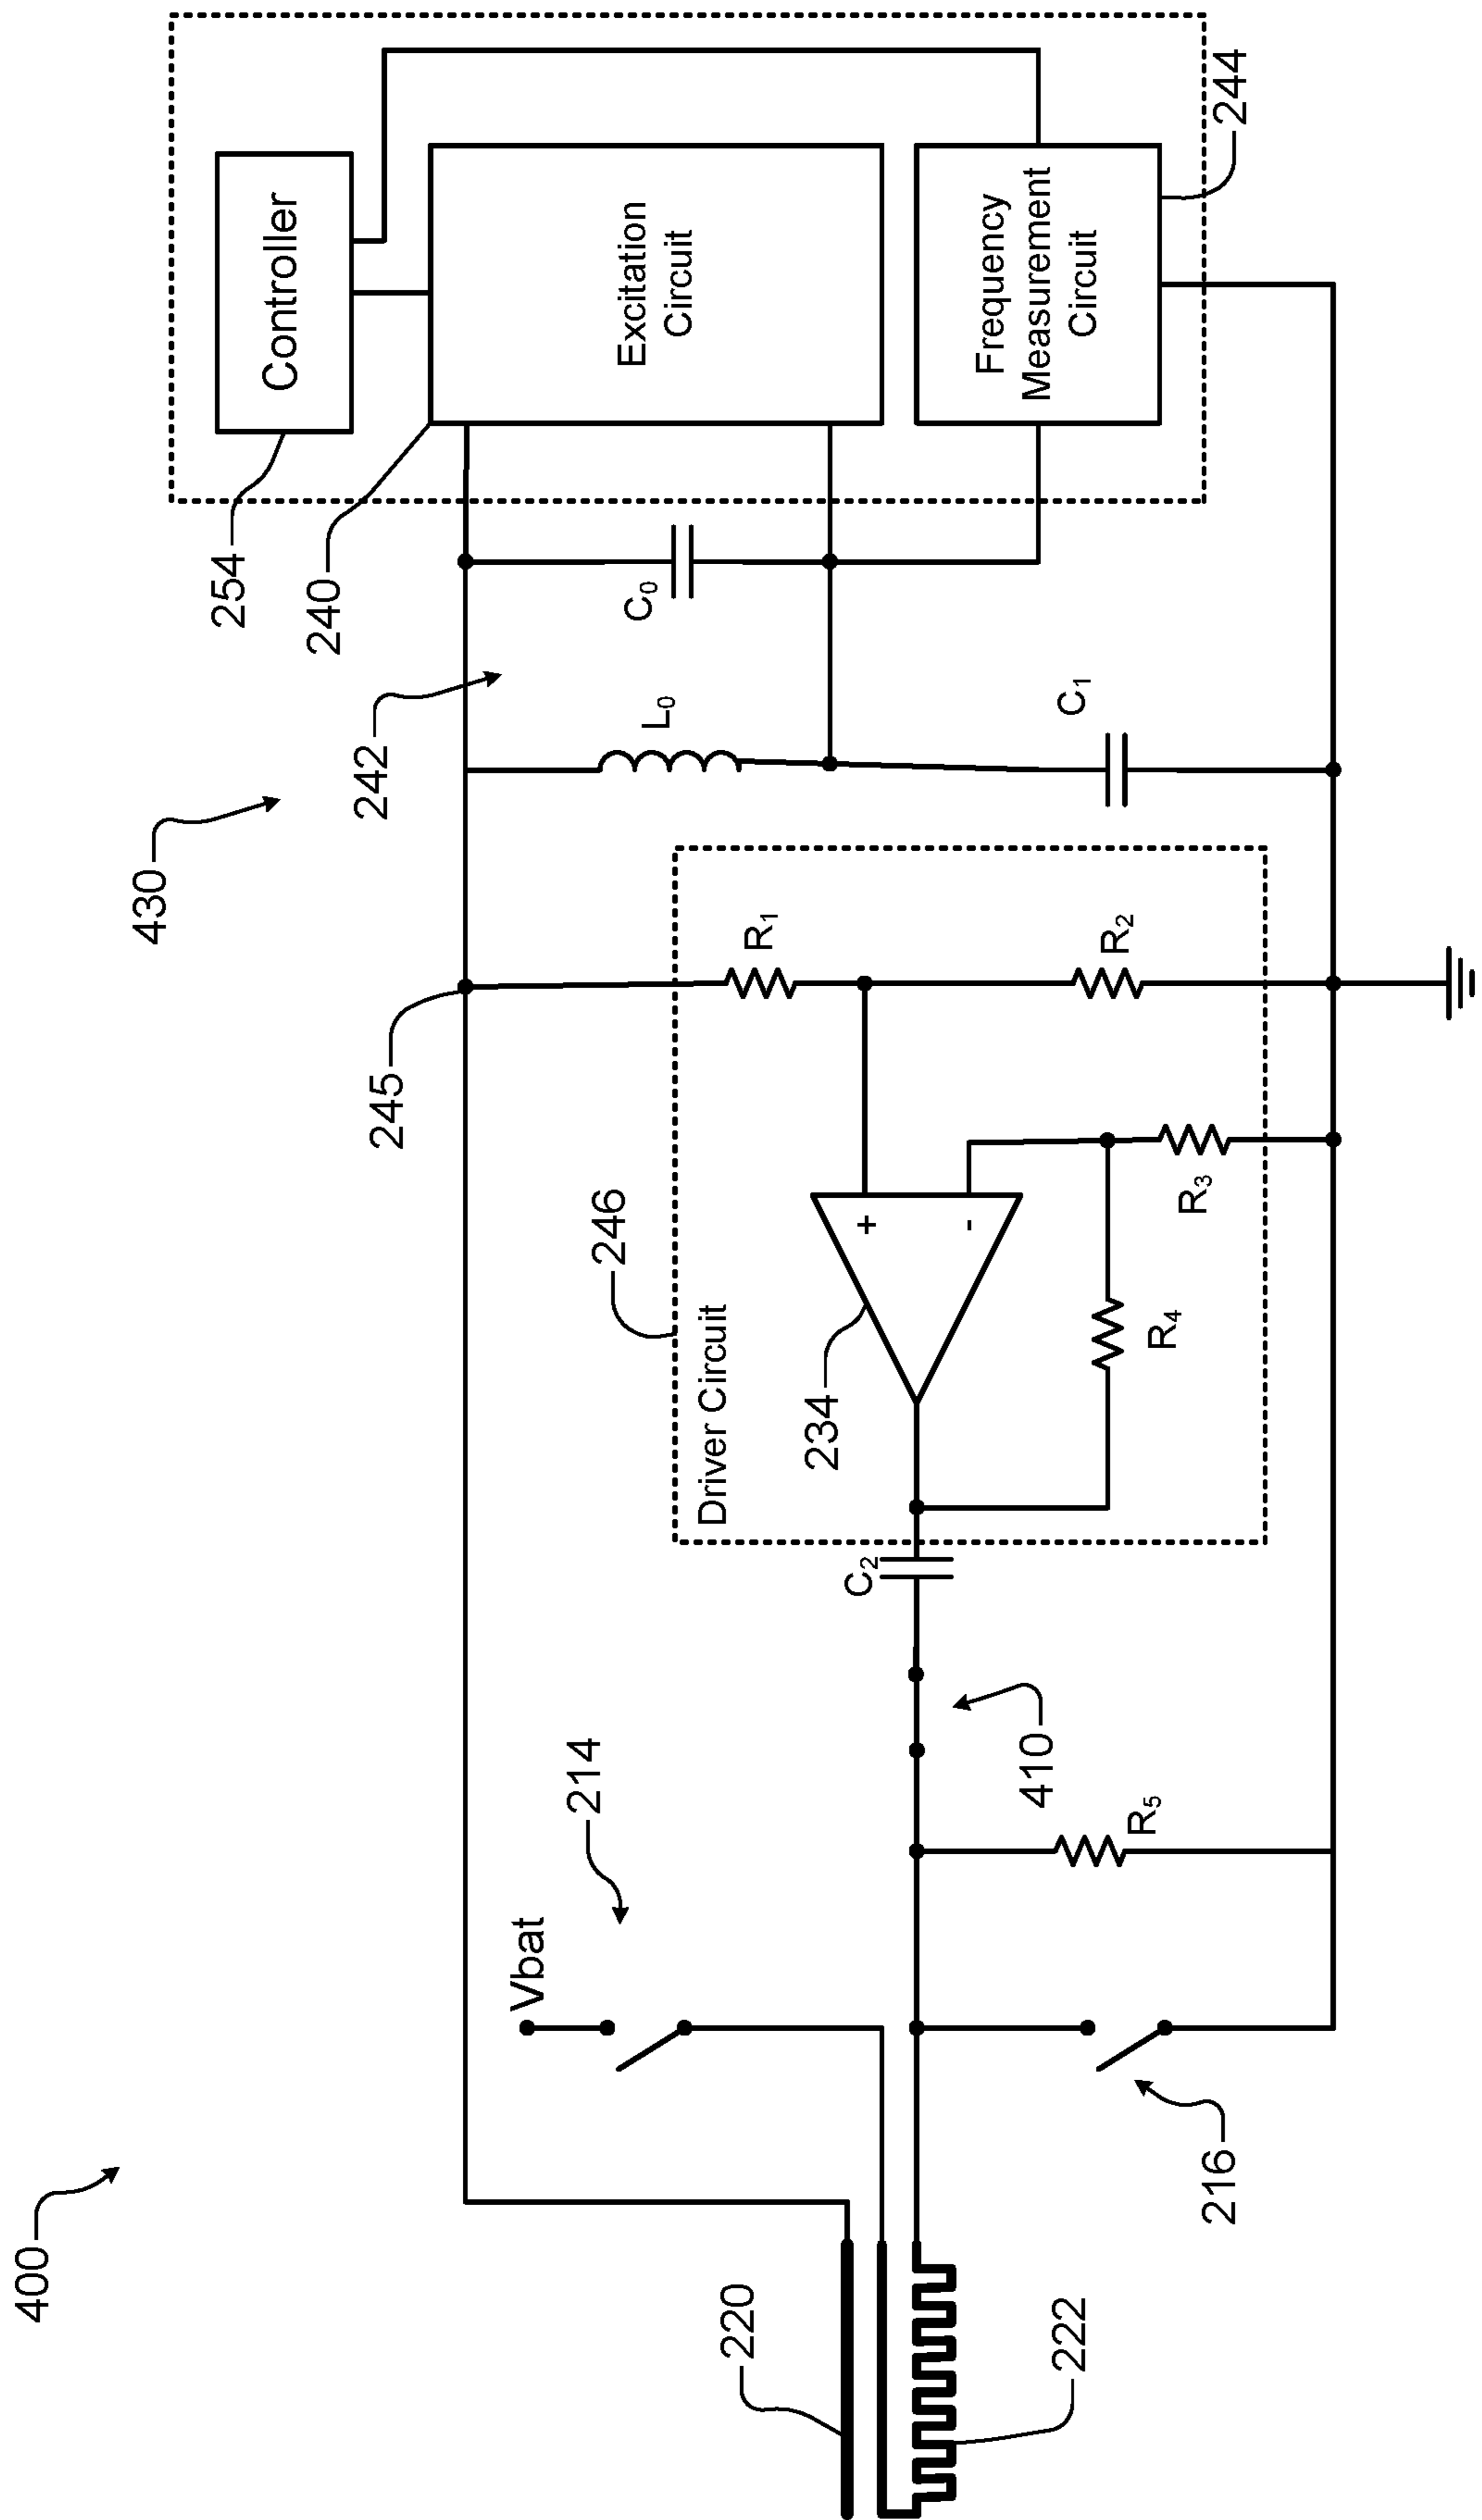 400
430
254
Controller
240
Excitation
Circuit
Frequency
Measurement
Circuit
244
242
C0
L0
C1
245
246
Driver Circuit
R1
R2
+
-
234
R3
R4
C2
410
214
Vbat
R5
216
220
222